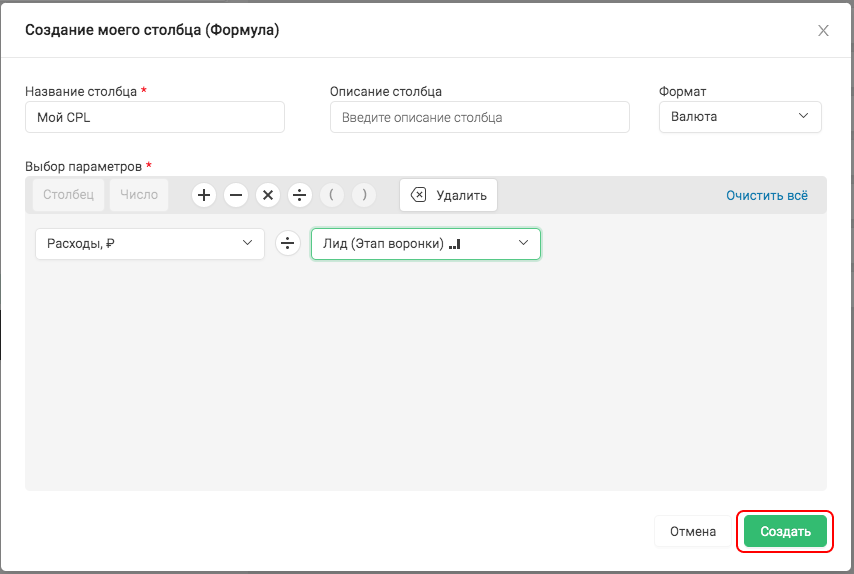 Создание моего столбца (Формула)
Название столбца *
Описание столбца
Формат
Мой CPL
Введите описание столбца
Валюта
Выбор параметров *
Столбец Число + − × ÷ ( ) Удалить Очистить всё
Расходы, ₽ ÷ Лид (Этап воронки)
Отмена Создать